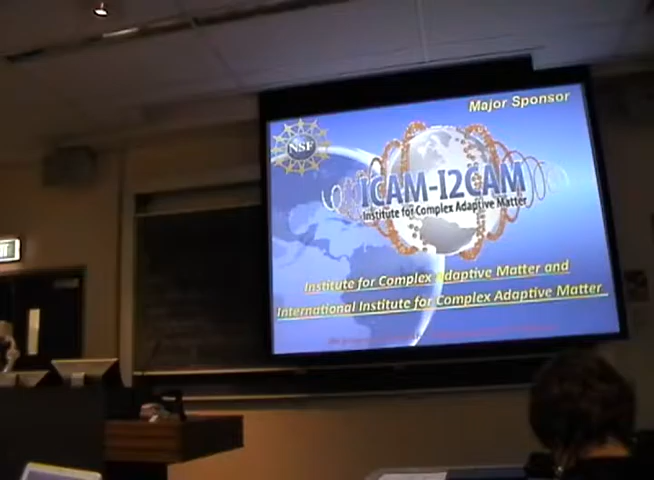 Major Sponsor
NSF
ICAM-I2CAM
Institute for Complex Adaptive Matter
Institute for Complex Adaptive Matter and
International Institute for Complex Adaptive Matter